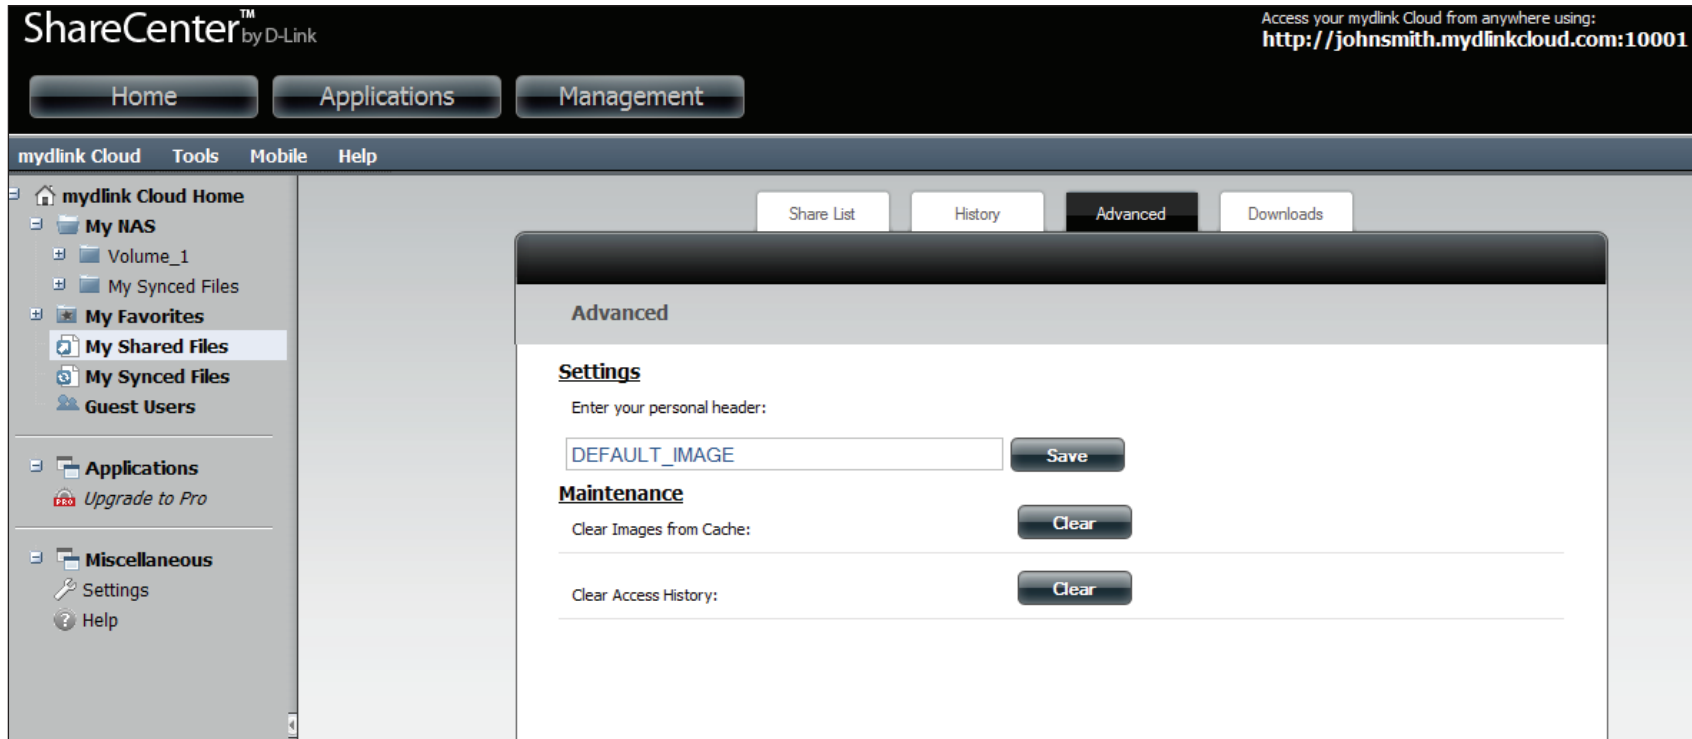 ShareCenter™ by D-Link
Access your mydlink Cloud from anywhere using:
http://johnsmith.mydlinkcloud.com:10001
Home Applications Management
mydlink Cloud Tools Mobile Help
mydlink Cloud Home
My NAS
Volume_1
My Synced Files
My Favorites
My Shared Files
My Synced Files
Guest Users
Applications
PRO Upgrade to Pro
Miscellaneous
Settings
Help
Share List History Advanced Downloads
Advanced
Settings
Enter your personal header:
DEFAULT_IMAGE Save
Maintenance
Clear Images from Cache: Clear
Clear Access History: Clear